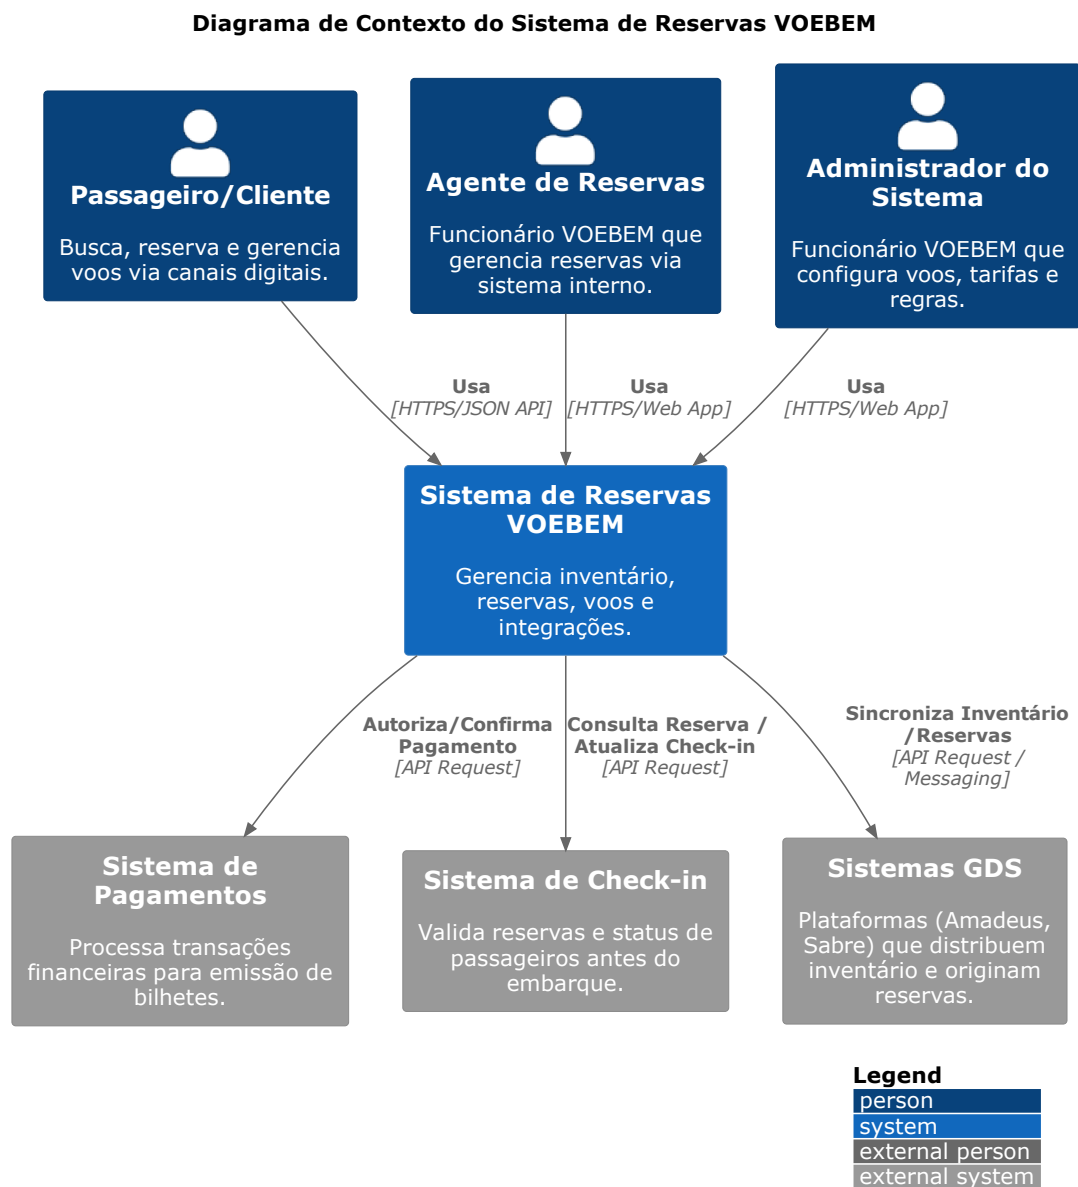 Diagrama de Contexto do Sistema de Reservas VOEBEM
Passageiro/Cliente
Busca, reserva e gerencia
voos via canais digitais.
Agente de Reservas
Funcionário VOEBEM que
gerencia reservas via
sistema interno.
Administrador do
Sistema
Funcionário VOEBEM que
configura voos, tarifas e
regras.
Usa
[HTTPS/JSON API]
Usa
[HTTPS/Web App]
Usa
[HTTPS/Web App]
Sistema de Reservas
VOEBEM
Gerencia inventário,
reservas, voos e
integrações.
Autoriza/Confirma
Pagamento
[API Request]
Consulta Reserva /
Atualiza Check-in
[API Request]
Sincroniza Inventário
/Reservas
[API Request /
Messaging]
Sistema de
Pagamentos
Processa transações
financeiras para emissão de
bilhetes.
Sistema de Check-in
Valida reservas e status de
passageiros antes do
embarque.
Sistemas GDS
Plataformas (Amadeus,
Sabre) que distribuem
inventário e originam
reservas.
Legend
person
system
external person
external system